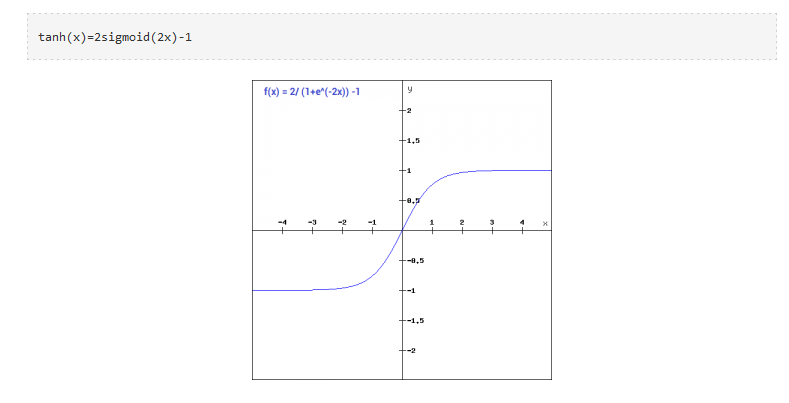 tanh(x)=2sigmoid(2x)-1
f(x) = 2/ (1+e^(-2x)) -1
y
2
1.5
1
0.5
-4 -3 -2 -1 1 2 3 4 x
-0.5
-1
-1.5
-2